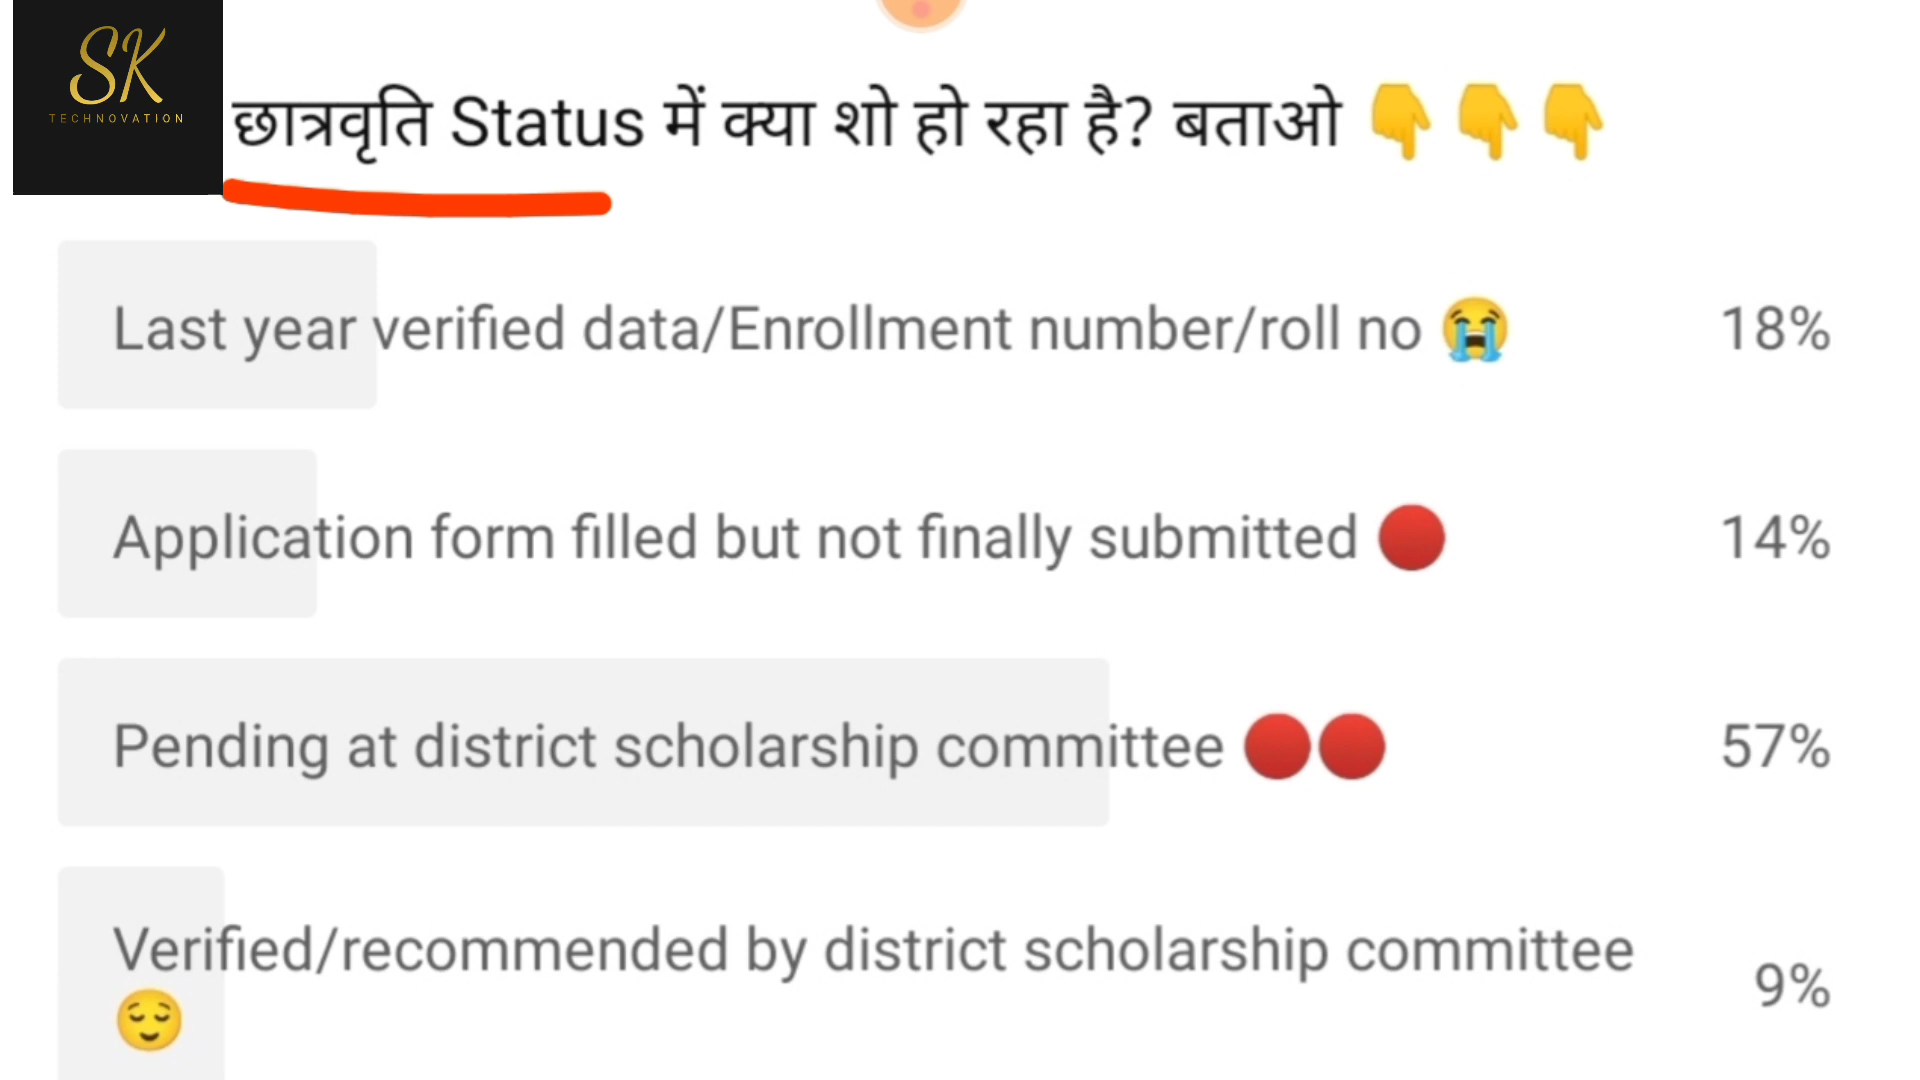 SK
TECHNOVATION
छात्रवृति Status में क्या शो हो रहा है? बताओ 👇👇👇
Last year verified data/Enrollment number/roll no 😭 18%
Application form filled but not finally submitted 🔴 14%
Pending at district scholarship committee 🔴🔴 57%
Verified/recommended by district scholarship committee
😌 9%